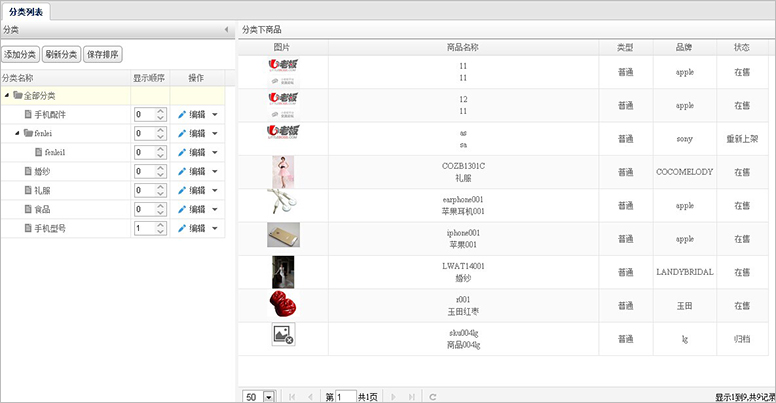 分类列表
分类
添加分类 刷新分类 保存排序
分类名称 显示顺序 操作
全部分类
手机配件 0 编辑
fenlei 0 编辑
fenlei1 0 编辑
婚纱 0 编辑
礼服 0 编辑
食品 0 编辑
手机型号 1 编辑
分类下商品
图片 商品名称 类型 品牌 状态
11
11
普通 apple 在售
12
11
普通 apple 在售
as
sa
普通 sony 重新上架
COZB1301C
礼服
普通 COCOMELODY 在售
earphone001
苹果耳机001
普通 apple 在售
iphone001
苹果001
普通 apple 在售
LWAT14001
婚纱
普通 LANDYBRIDAL 在售
r001
玉田红枣
普通 玉田 在售
sku004lg
商品004lg
普通 lg 归档
50 第 1 共1页 显示1到9,共9记录